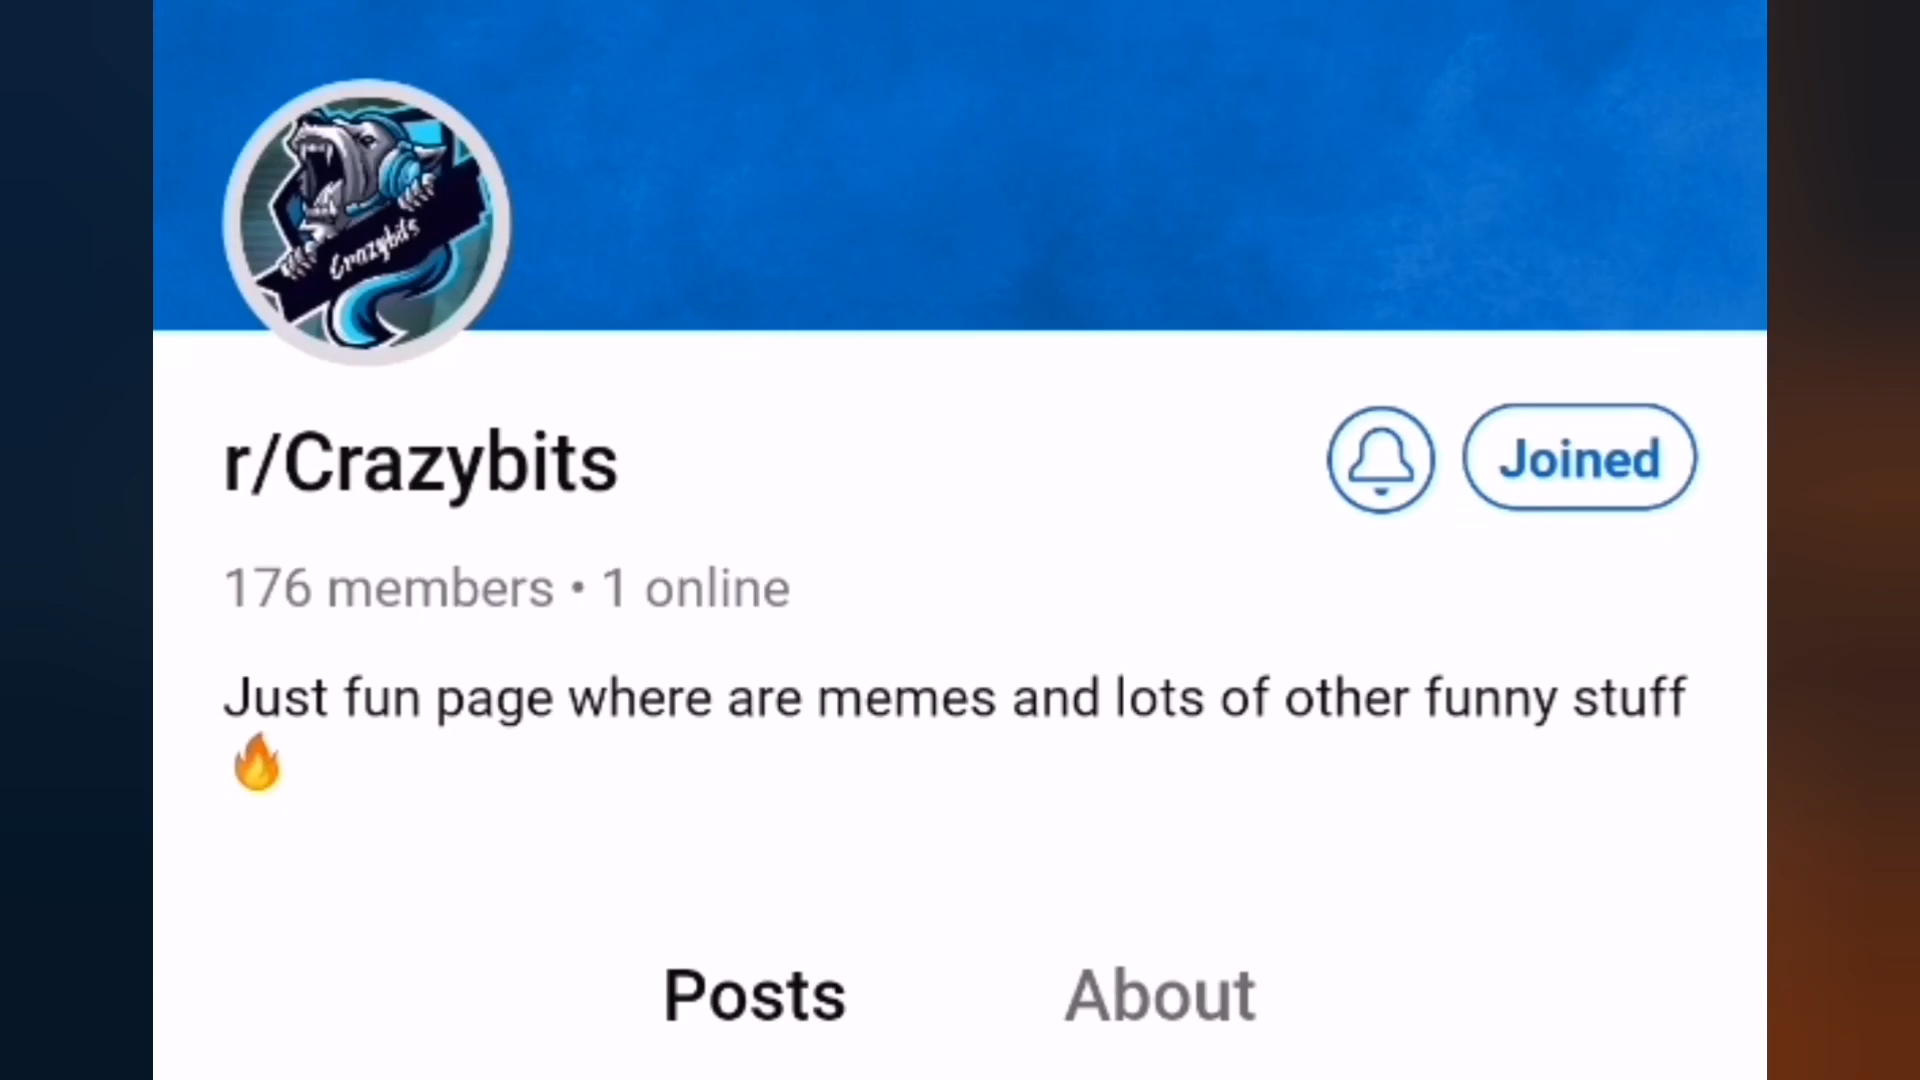 Crazybits
r/Crazybits
Joined
176 members • 1 online
Just fun page where are memes and lots of other funny stuff
🔥
Posts About